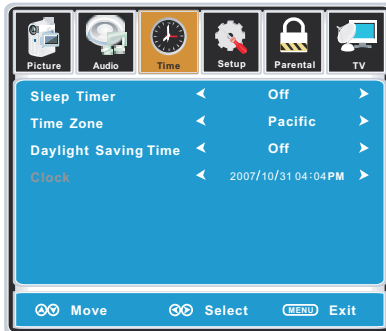 Picture Audio Time Setup Parental TV
Sleep Timer Off
Time Zone Pacific
Daylight Saving Time Off
Clock 2007/10/31 04:04PM
Move Select MENU Exit